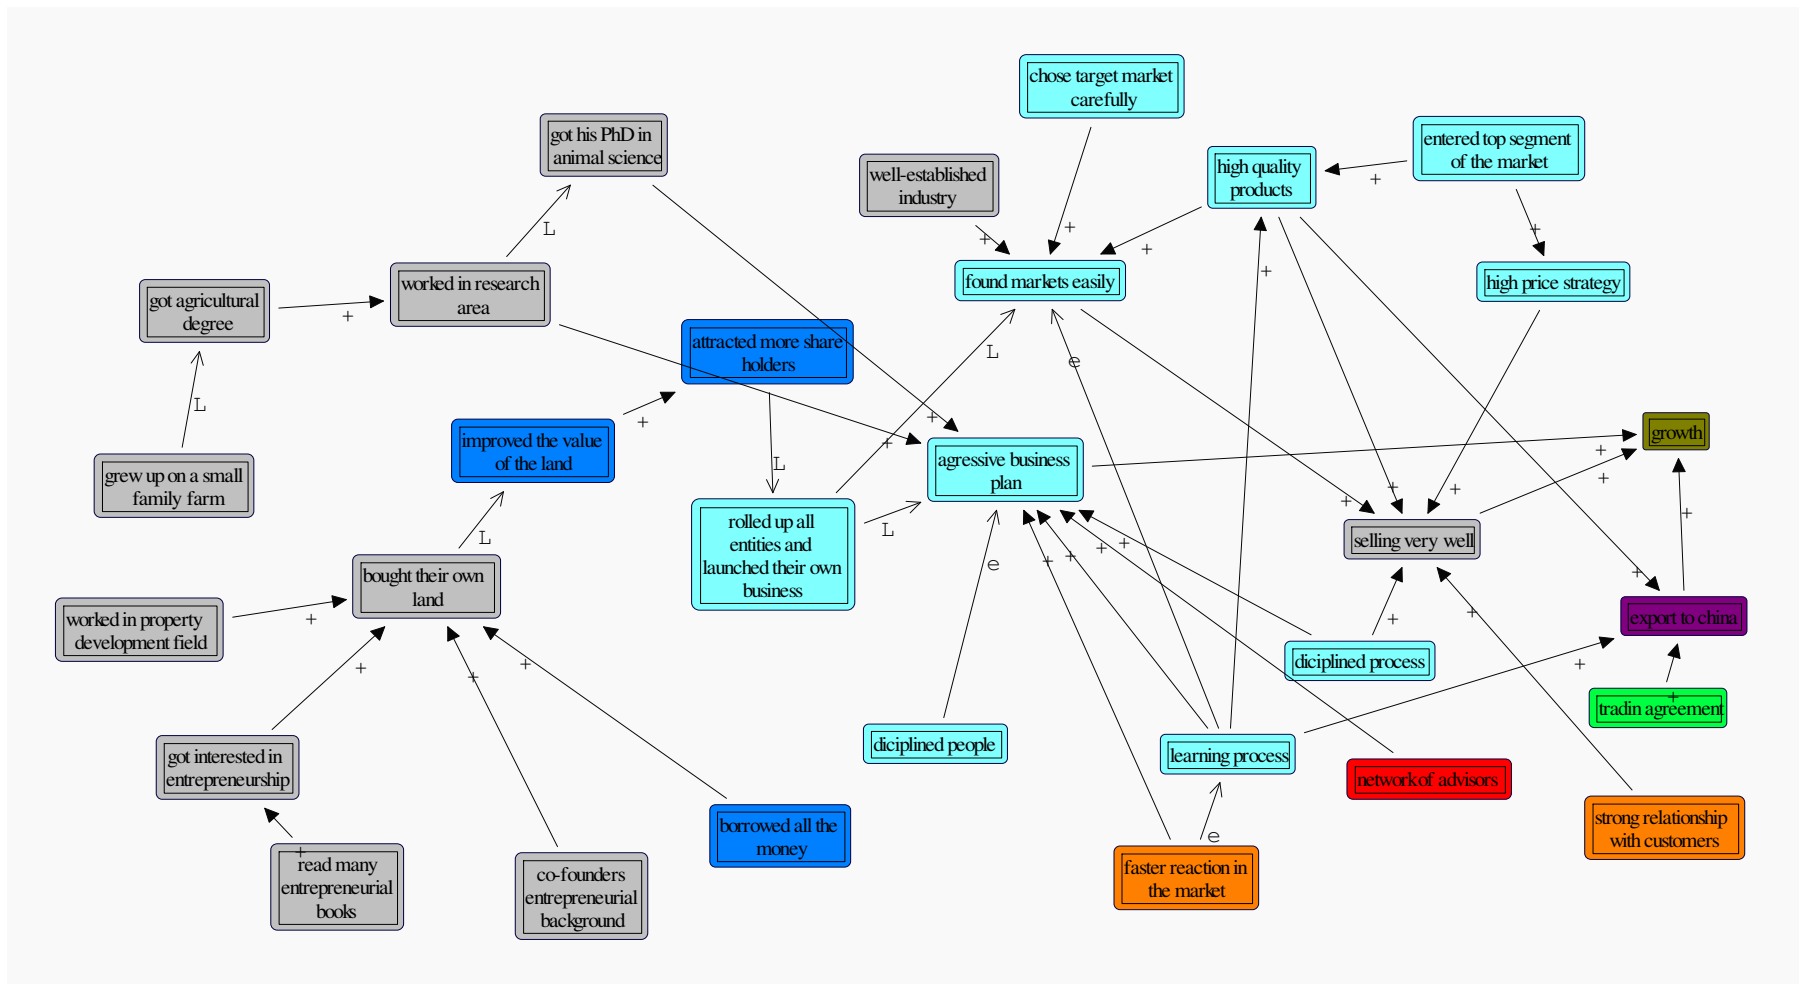 chose target market
carefully
got his PhD in
animal science
entered top segment
of the market
well-established
industry
high quality
products
+
+
L
+
+
+
+
found markets easily
+
high price strategy
got agricultural
degree
worked in research
area
+
attracted more share
holders
L
e
L
+
+
+
improved the value
of the land
growth
+
agressive business
plan
L
grew up on a small
family farm
+
+
+
+
+
rolled up all
entities and
launched their own
business
L
L
selling very well
+
+
+
e
+
+
+
bought their own
land
worked in property
development field
+
+
+
export to china
+
+
+
+
diciplined process
+
+
tradin agreement
diciplined people
learning process
got interested in
entrepreneurship
network of advisors
borrowed all the
money
strong relationship
with customers
e
+
read many
entrepreneurial
books
co-founders
entrepreneurial
background
faster reaction in
the market